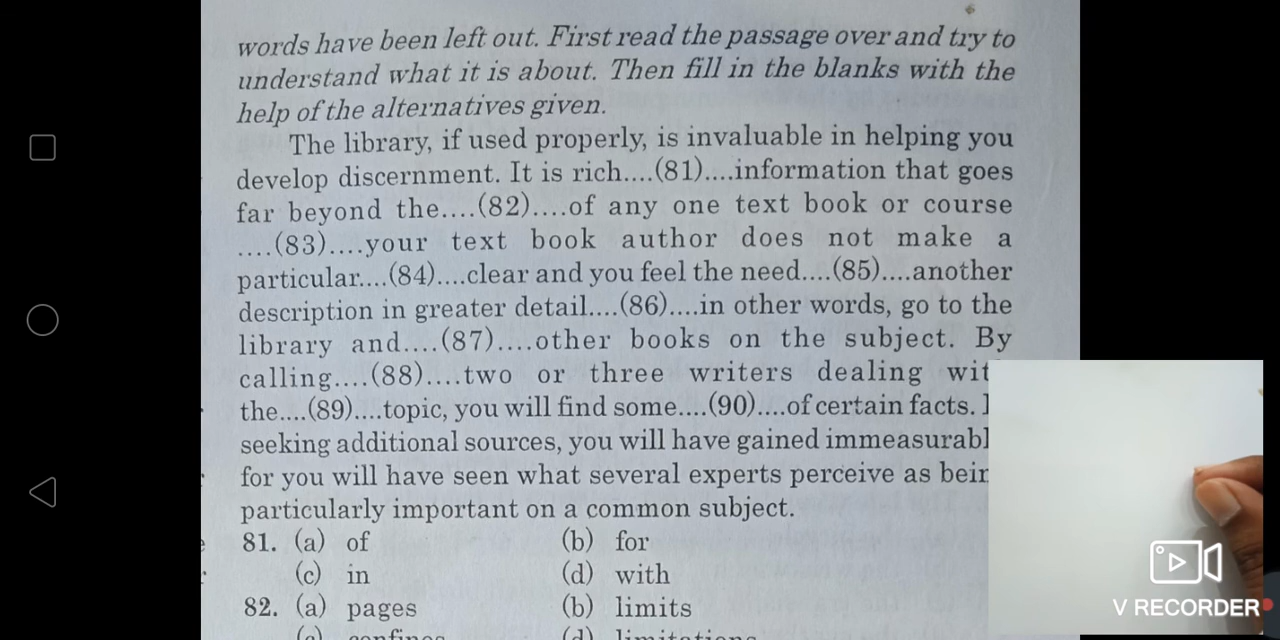 words have been left out. First read the passage over and try to
understand what it is about. Then fill in the blanks with the
help of the alternatives given.
The library, if used properly, is invaluable in helping you
develop discernment. It is rich....(81)....information that goes
far beyond the....(82)....of any one text book or course
....(83)....your text book author does not make a
particular....(84)....clear and you feel the need....(85)....another
description in greater detail....(86)....in other words, go to the
library and....(87)....other books on the subject. By
calling....(88)....two or three writers dealing
the....(89)....topic, you will find some....(90)....of certain facts.
seeking additional sources, you will have gained
for you will have seen what several experts perceive as
particularly important on a common subject.
81. (a) of (b) for
(c) in (d) with
82. (a) pages (b) limits
(c) confines (d) limitations
V RECORDER